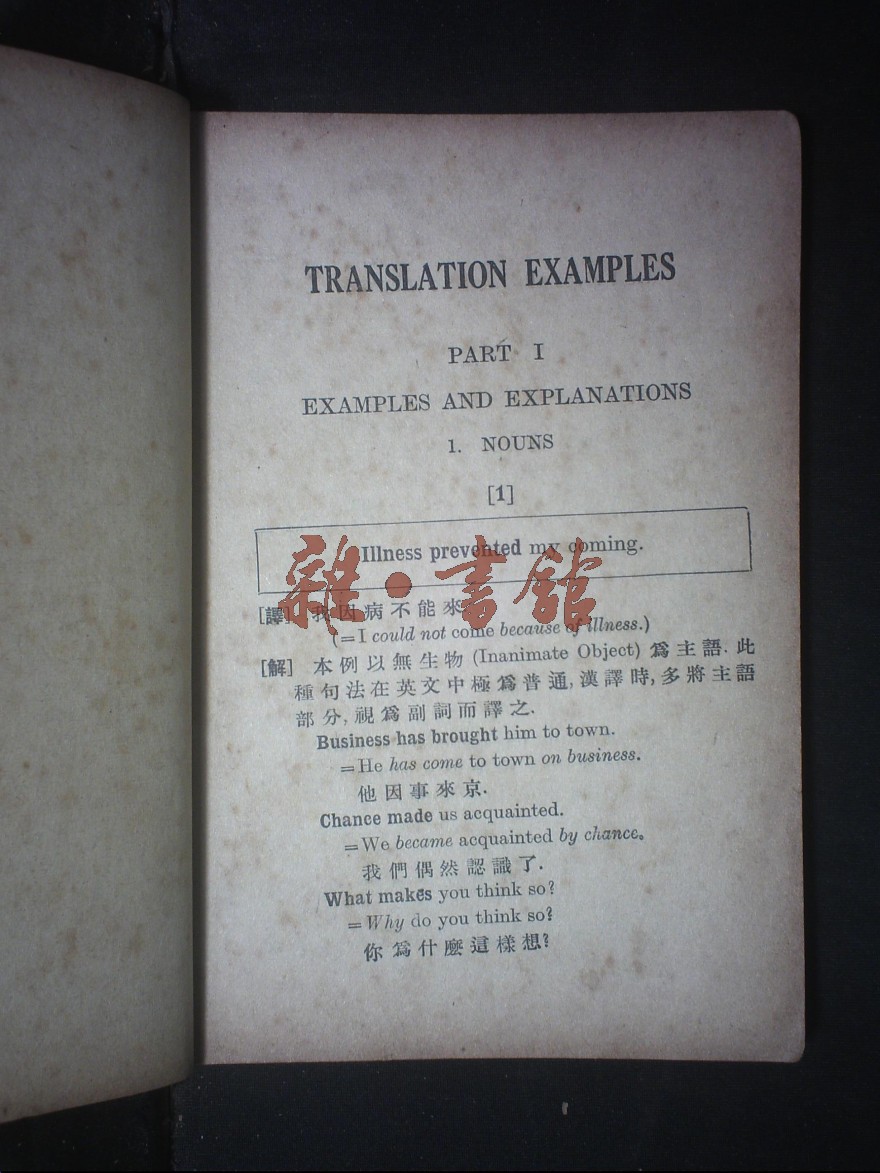 TRANSLATION EXAMPLES
PART I
EXAMPLES AND EXPLANATIONS
1. NOUNS
[1]
Illness prevented my coming.
[譯] 我因病不能來
(=I could not come because of illness.)
[解] 本例以無生物 (Inanimate Object) 爲主語. 此
種句法在英文中極爲普通, 漢譯時, 多將主語
部分, 視爲副詞而譯之.
Business has brought him to town.
=He has come to town on business.
他因事來京.
Chance made us acquainted.
=We became acquainted by chance.
我們偶然認識了.
What makes you think so?
=Why do you think so?
你爲什麼這樣想?
雜·書館